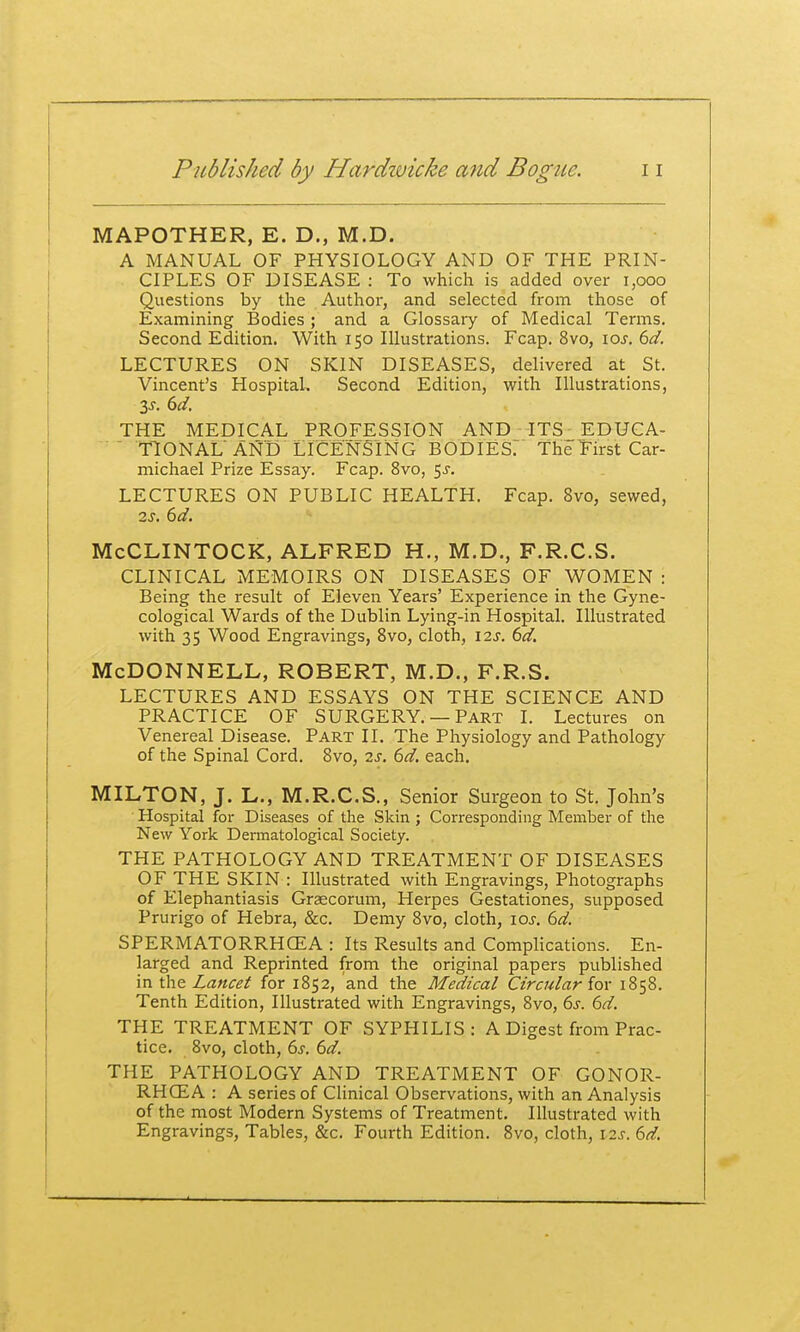 Published by Hardwicke and Bogue. 11
MAPOTHER, E. D., M.D.
A MANUAL OF PHYSIOLOGY AND OF THE PRIN-
CIPLES OF DISEASE : To which is added over 1,000
Questions by the Author, and selected from those of
Examining Bodies ; and a Glossary of Medical Terms.
Second Edition. With 150 Illustrations. Fcap. 8vo, 10s. 6d.
LECTURES ON SKIN DISEASES, delivered at St.
Vincent's Hospital. Second Edition, with Illustrations,
3s. 6d.
THE MEDICAL PROFESSION AND ITS EDUCA-
TIONAL AND LICENSING BODIES. The First Car-
michael Prize Essay. Fcap. 8vo, 5s.
LECTURES ON PUBLIC HEALTH. Fcap. 8vo, sewed,
2s. 6d.
McCLINTOCK, ALFRED H., M.D., F.R.C.S.
CLINICAL MEMOIRS ON DISEASES OF WOMEN :
Being the result of Eleven Years' Experience in the Gyne-
cological Wards of the Dublin Lying-in Hospital. Illustrated
with 35 Wood Engravings, 8vo, cloth, 12s. 6d.
McDONNELL, ROBERT, M.D., F.R.S.
LECTURES AND ESSAYS ON THE SCIENCE AND
PRACTICE OF SURGERY. — PART I. Lectures on
Venereal Disease. PART II. The Physiology and Pathology
of the Spinal Cord. 8vo, 2s. 6d. each.
MILTON, J. L., M.R.C.S., Senior Surgeon to St. John's
Hospital for Diseases of the Skin ; Corresponding Member of the
New York Dermatological Society.
THE PATHOLOGY AND TREATMENT OF DISEASES
OF THE SKIN : Illustrated with Engravings, Photographs
of Elephantiasis Græcorum, Herpes Gestationes, supposed
Prurigo of Hebra, &c. Demy 8vo, cloth, 10s. 6d.
SPERMATORRHŒA : Its Results and Complications. En-
larged and Reprinted from the original papers published
in the Lancet for 1852, and the Medical Circular for 1858.
Tenth Edition, Illustrated with Engravings, 8vo, 6s. 6d.
THE TREATMENT OF SYPHILIS : A Digest from Prac-
tice. 8vo, cloth, 6s. 6d.
THE PATHOLOGY AND TREATMENT OF GONOR-
RHŒA : A series of Clinical Observations, with an Analysis
of the most Modern Systems of Treatment. Illustrated with
Engravings, Tables, &c. Fourth Edition. 8vo, cloth, 12s. 6d.